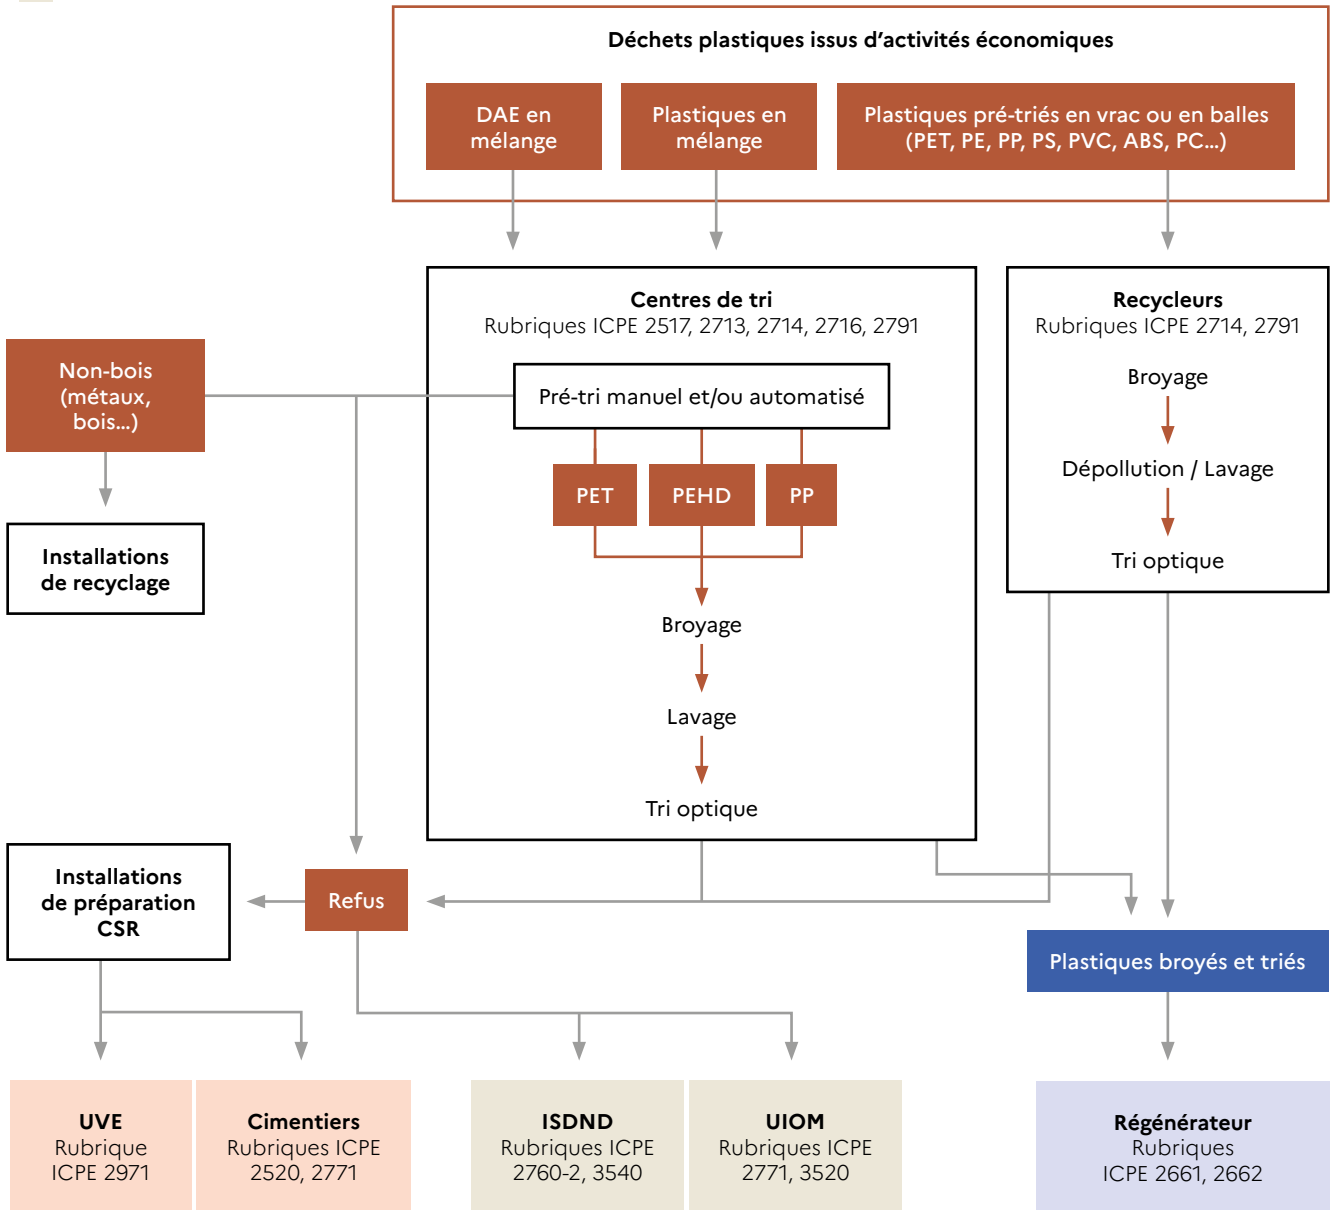 Déchets plastiques issus d’activités économiques
DAE en
mélange
Plastiques en
mélange
Plastiques pré-triés en vrac ou en balles
(PET, PE, PP, PS, PVC, ABS, PC...)
Centres de tri
Rubriques ICPE 2517, 2713, 2714, 2716, 2791
Recycleurs
Rubriques ICPE 2714, 2791
Non-bois
(métaux,
bois...)
Pré-tri manuel et/ou automatisé
Broyage
Dépollution / Lavage
Tri optique
PET
PEHD
PP
Installations
de recyclage
Broyage
Lavage
Tri optique
Installations
de préparation
CSR
Refus
Plastiques broyés et triés
UVE
Rubrique
ICPE 2971
Cimentiers
Rubriques ICPE
2520, 2771
ISDND
Rubriques ICPE
2760-2, 3540
UIOM
Rubriques ICPE
2771, 3520
Régénérateur
Rubriques
ICPE 2661, 2662